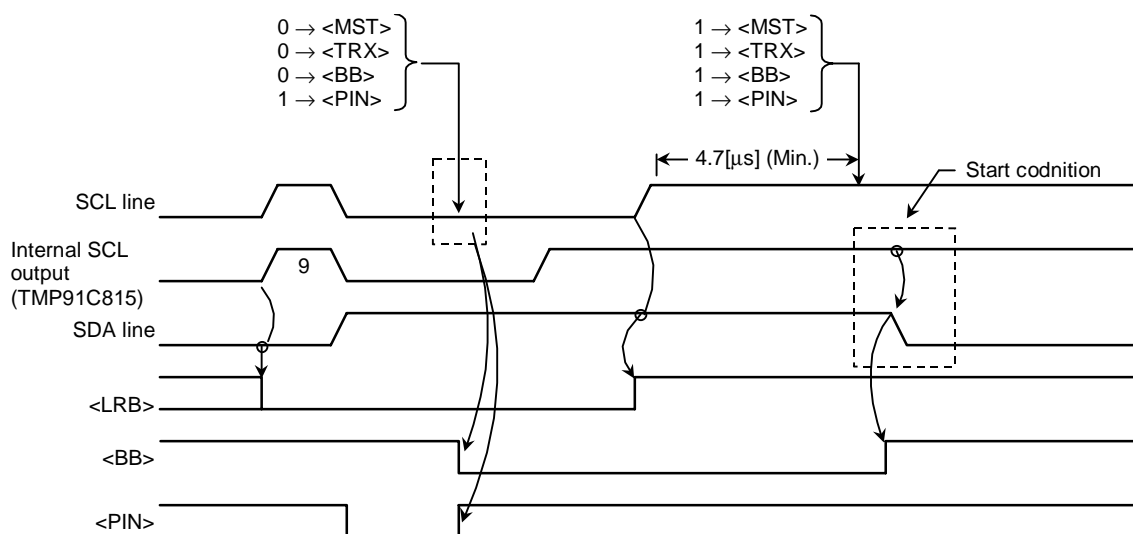 0 → <MST>
0 → <TRX>
0 → <BB>
1 → <PIN>
1 → <MST>
1 → <TRX>
1 → <BB>
1 → <PIN>
4.7[μs] (Min.)
Start codnition
SCL line
Internal SCL
output
(TMP91C815)
9
SDA line
<LRB>
<BB>
<PIN>